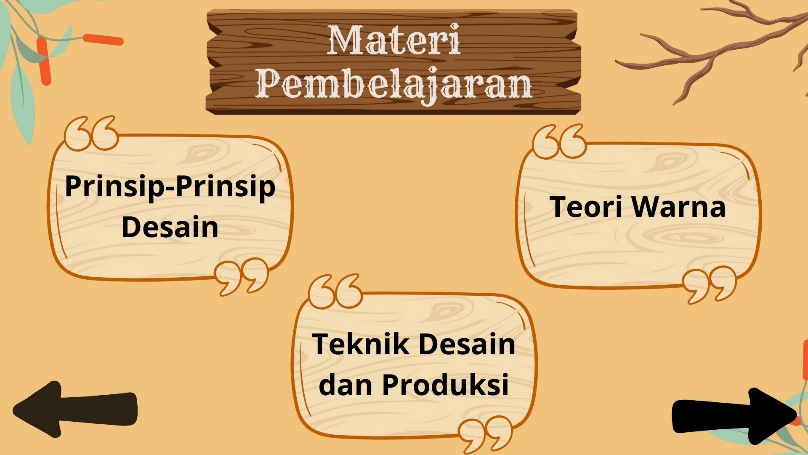 Materi
Pembelajaran
Prinsip-Prinsip
Desain
Teori Warna
Teknik Desain
dan Produksi